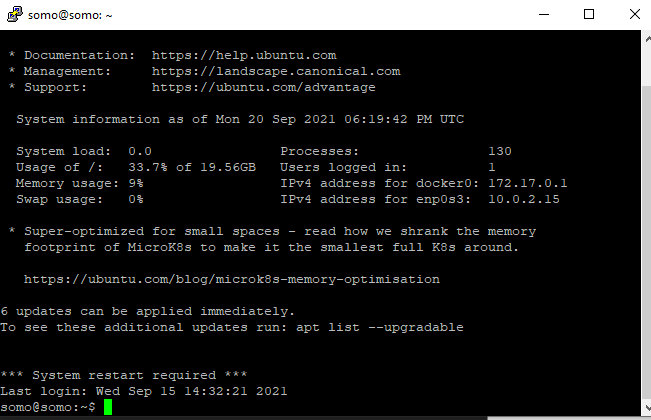 somo@somo: ~
* Documentation:  https://help.ubuntu.com
* Management:     https://landscape.canonical.com
* Support:        https://ubuntu.com/advantage
System information as of Mon 20 Sep 2021 06:19:42 PM UTC
System load:  0.0               Processes:                130
Usage of /:   33.7% of 19.56GB   Users logged in:          1
Memory usage: 9%                IPv4 address for docker0: 172.17.0.1
Swap usage:   0%                IPv4 address for enp0s3:  10.0.2.15
* Super-optimized for small spaces - read how we shrank the memory
footprint of MicroK8s to make it the smallest full K8s around.
https://ubuntu.com/blog/microk8s-memory-optimisation
6 updates can be applied immediately.
To see these additional updates run: apt list --upgradable
*** System restart required ***
Last login: Wed Sep 15 14:32:21 2021
somo@somo:~$